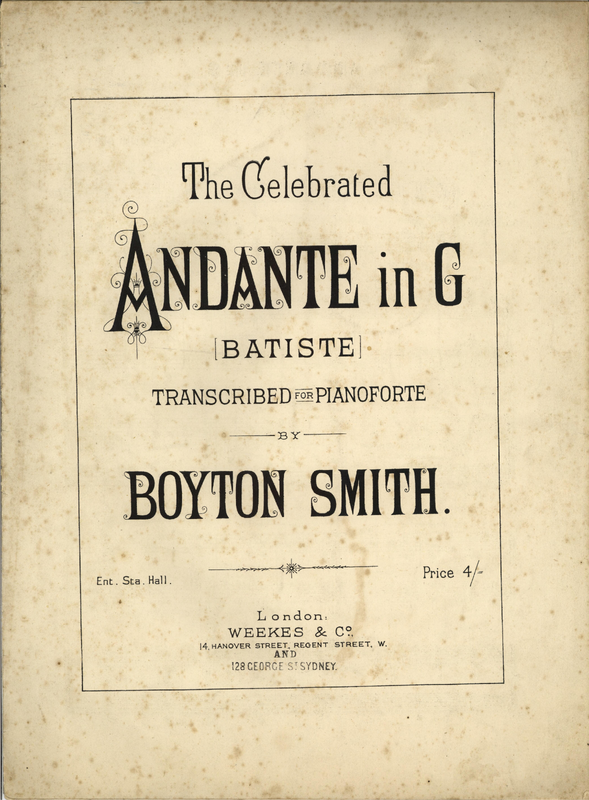 The Celebrated
ANDANTE in G
[BATISTE]
TRANSCRIBED FOR PIANOFORTE
BY
BOYTON SMITH.
Ent. Sta. Hall.
Price 4/-
London:
WEEKES & Co.,
14, HANOVER STREET, REGENT STREET, W.
AND
128 GEORGE ST SYDNEY.